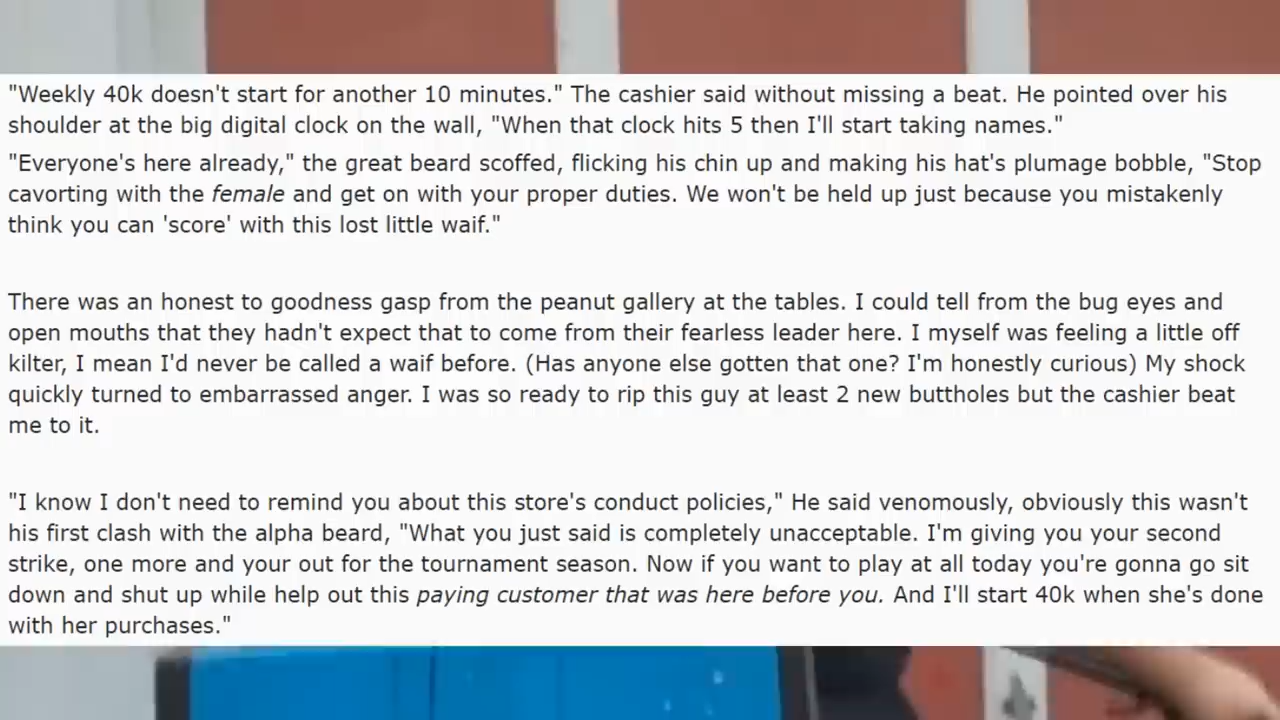 "Weekly 40k doesn't start for another 10 minutes." The cashier said without missing a beat. He pointed over his
shoulder at the big digital clock on the wall, "When that clock hits 5 then I'll start taking names."
"Everyone's here already," the great beard scoffed, flicking his chin up and making his hat's plumage bobble, "Stop
cavorting with the female and get on with your proper duties. We won't be held up just because you mistakenly
think you can 'score' with this lost little waif."
There was an honest to goodness gasp from the peanut gallery at the tables. I could tell from the bug eyes and
open mouths that they hadn't expect that to come from their fearless leader here. I myself was feeling a little off
kilter, I mean I'd never be called a waif before. (Has anyone else gotten that one? I'm honestly curious) My shock
quickly turned to embarrassed anger. I was so ready to rip this guy at least 2 new buttholes but the cashier beat
me to it.
"I know I don't need to remind you about this store's conduct policies," He said venomously, obviously this wasn't
his first clash with the alpha beard, "What you just said is completely unacceptable. I'm giving you your second
strike, one more and your out for the tournament season. Now if you want to play at all today you're gonna go sit
down and shut up while help out this paying customer that was here before you. And I'll start 40k when she's done
with her purchases."